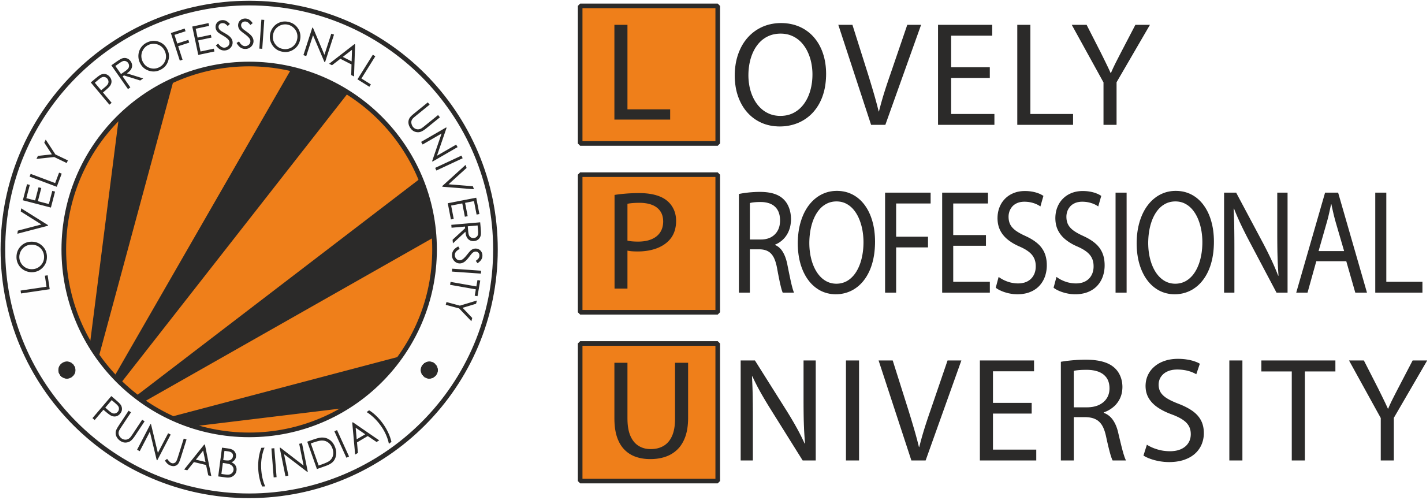 LOVELY PROFESSIONAL UNIVERSITY
• PUNJAB (INDIA) •
LOVELY
PROFESSIONAL
UNIVERSITY